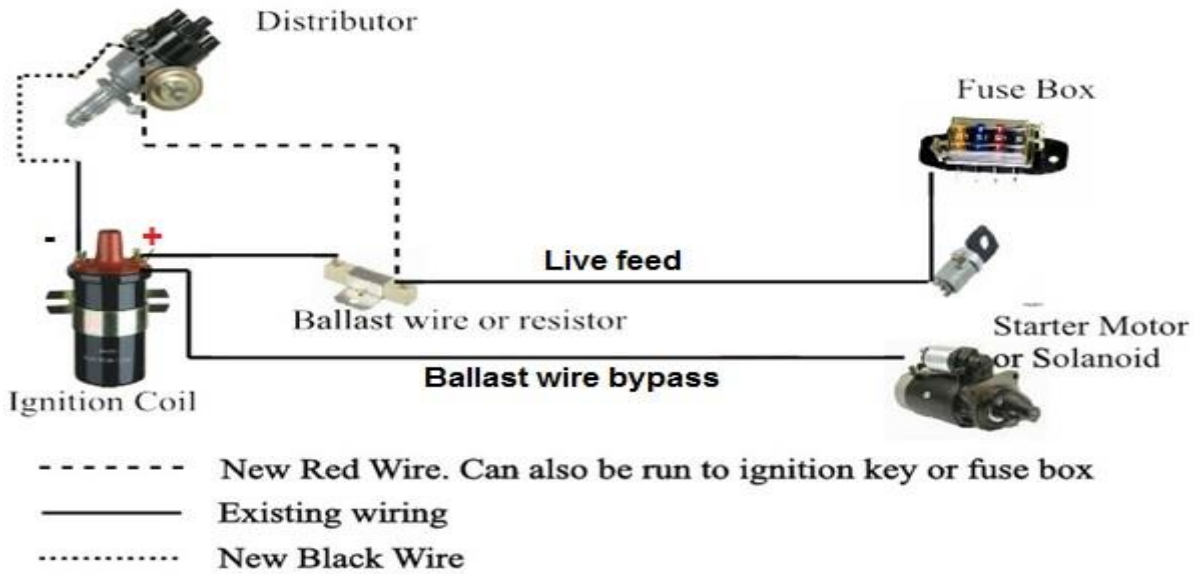 Distributor
Fuse Box
-
+
Live feed
Ballast wire or resistor
Starter Motor
or Solanoid
Ballast wire bypass
Ignition Coil
New Red Wire. Can also be run to ignition key or fuse box
Existing wiring
New Black Wire